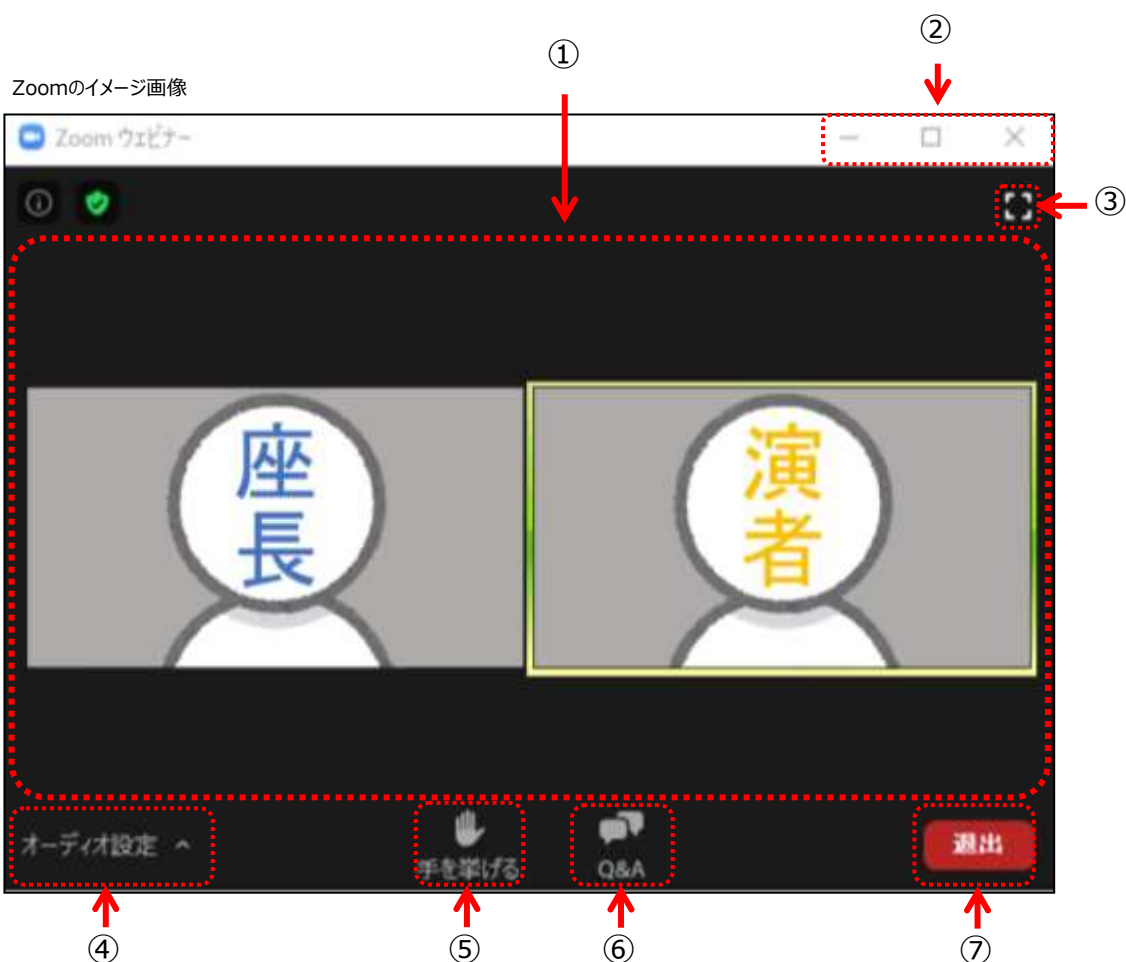 ②
①
Zoomのイメージ画像
Zoom ウェビナー
③
座長
演者
オーディオ設定
手を挙げる
Q&A
退出
④
⑤
⑥
⑦